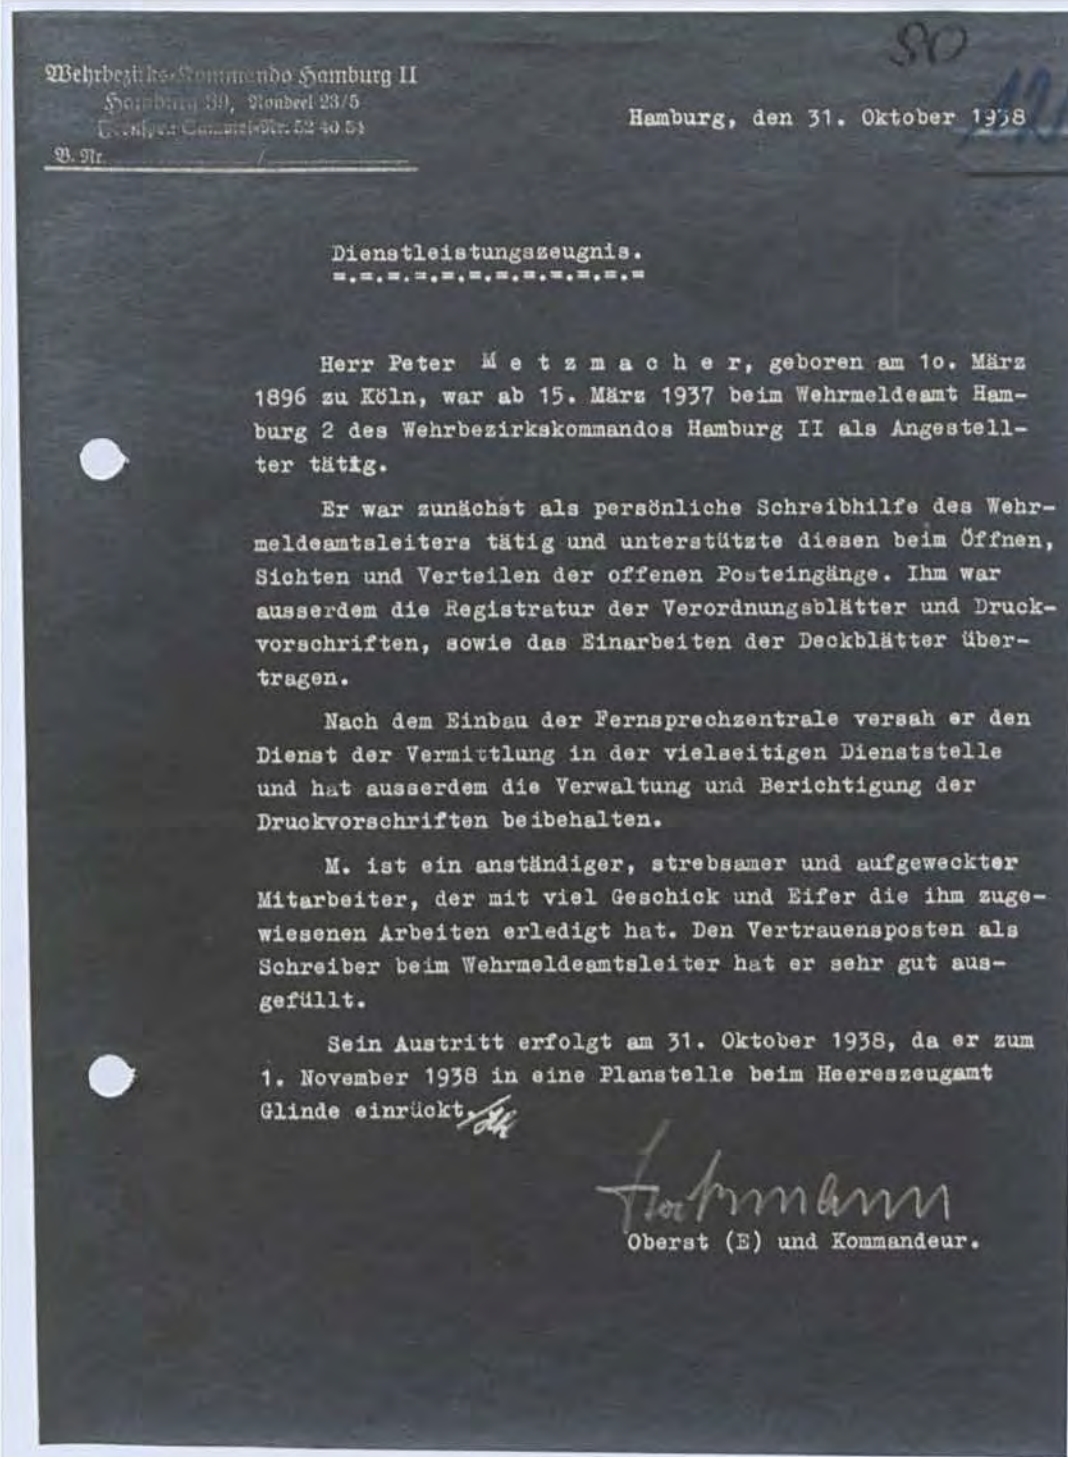 80
Wehrbezirks-Kommando Hamburg II
Hamburg 30, Monbeel 23/5
B. Nr. /
Hamburg, den 31. Oktober 1938
Dienstleistungszeugnis.
=.=.=.=.=.=.=.=.=.=.=.=
Herr Peter M e t z m a c h e r, geboren am 1o. März
1896 zu Köln, war ab 15. März 1937 beim Wehrmeldeamt Ham-
burg 2 des Wehrbezirkskommandos Hamburg II als Angestell-
ter tätig.
Er war zunächst als persönliche Schreibhilfe des Wehr-
meldeamtsleiters tätig und unterstützte diesen beim Öffnen,
Sichten und Verteilen der offenen Posteingänge. Ihm war
ausserdem die Registratur der Verordnungsblätter und Druck-
vorschriften, sowie das Einarbeiten der Deckblätter über-
tragen.
Nach dem Einbau der Fernsprechzentrale versah er den
Dienst der Vermittlung in der vielseitigen Dienststelle
und hat ausserdem die Verwaltung und Berichtigung der
Druckvorschriften beibehalten.
M. ist ein anständiger, strebsamer und aufgeweckter
Mitarbeiter, der mit viel Geschick und Eifer die ihm zuge-
wiesenen Arbeiten erledigt hat. Den Vertrauensposten als
Schreiber beim Wehrmeldeamtsleiter hat er sehr gut aus-
gefüllt.
Sein Austritt erfolgt am 31. Oktober 1938, da er zum
1. November 1938 in eine Planstelle beim Heereszeugamt
Glinde einrückt.
Oberst (E) und Kommandeur.